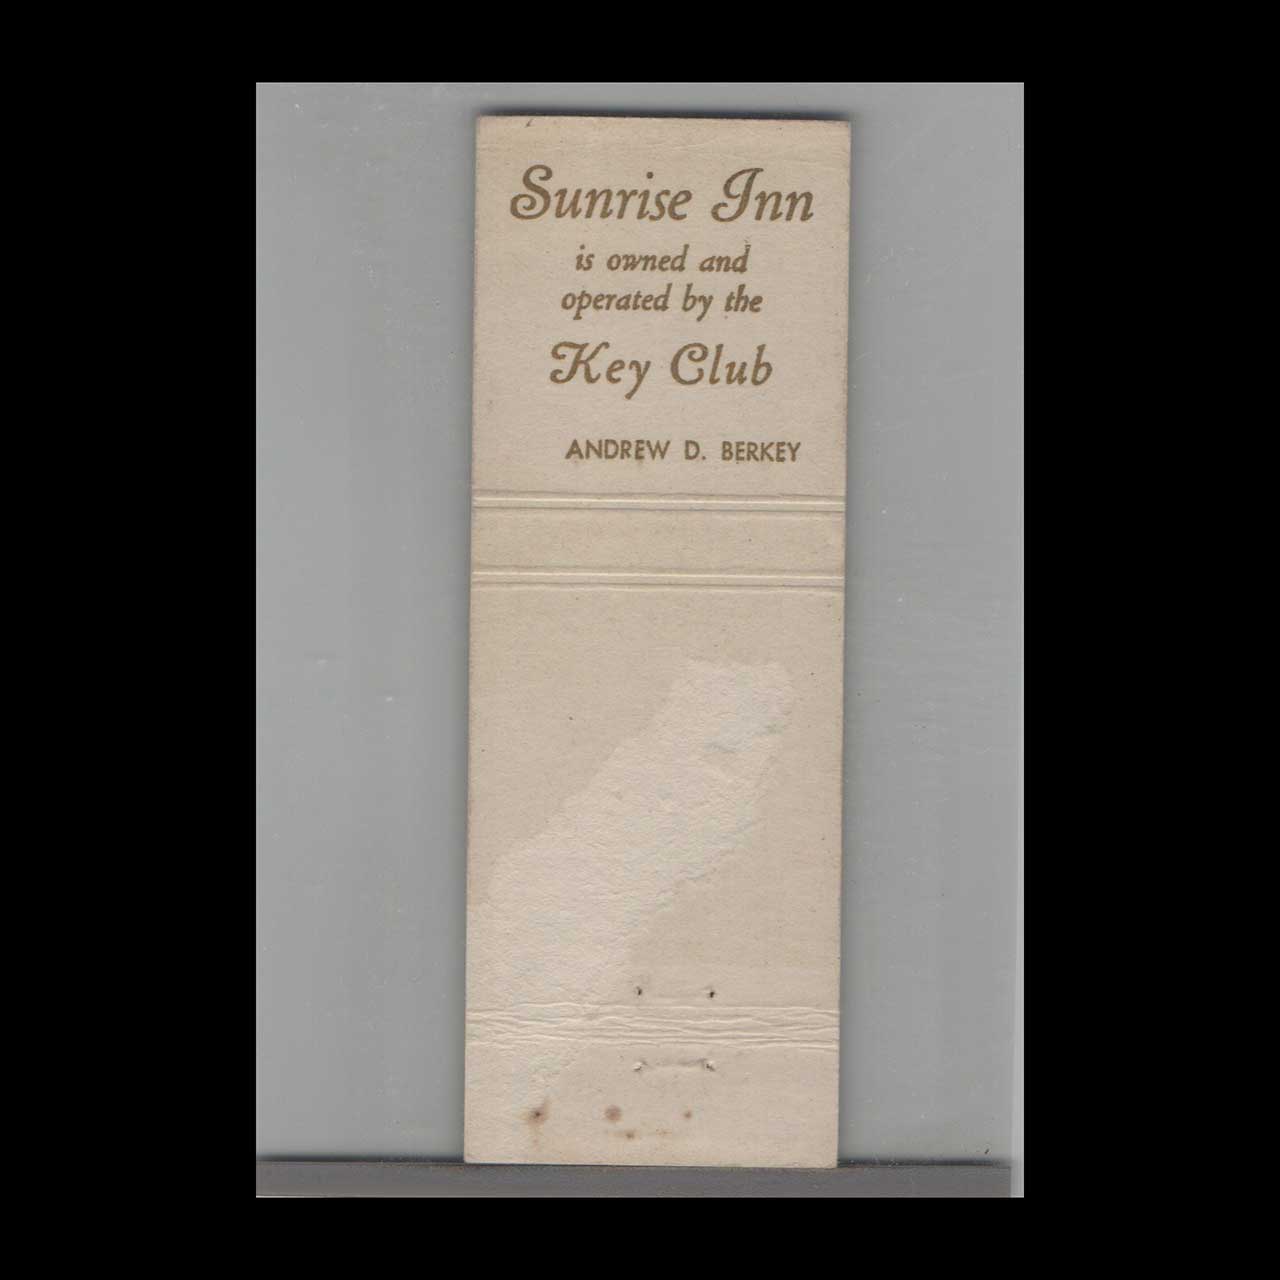 Sunrise Inn
is owned and
operated by the
Key Club
ANDREW D. BERKEY